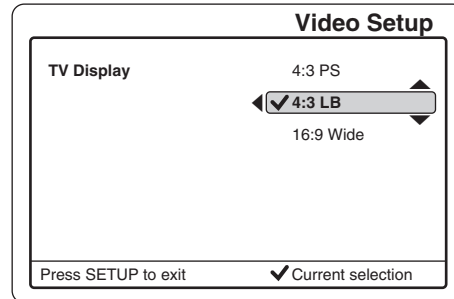 Video Setup
TV Display
4:3 PS
4:3 LB
16:9 Wide
Press SETUP to exit
Current selection